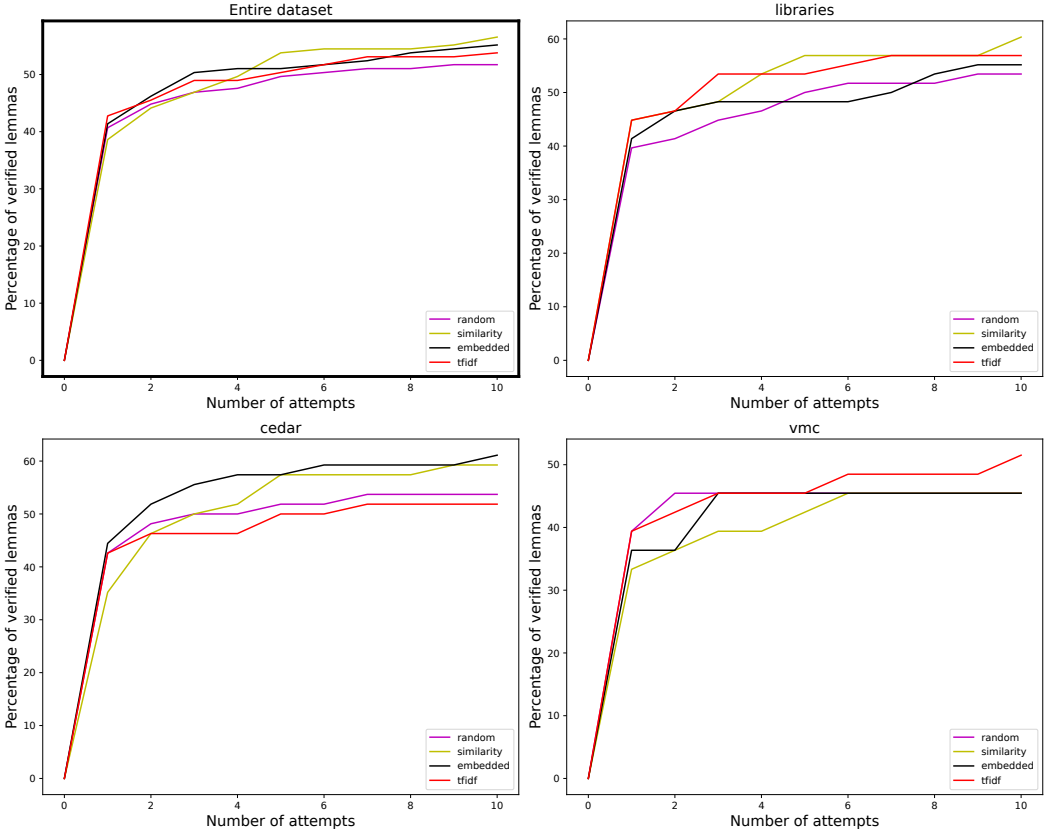 Entire dataset
Percentage of verified lemmas
50
40
30
20
10
0
0 2 4 6 8 10
Number of attempts
random
similarity
embedded
tfidf
libraries
Percentage of verified lemmas
60
50
40
30
20
10
0
0 2 4 6 8 10
Number of attempts
random
similarity
embedded
tfidf
cedar
Percentage of verified lemmas
60
50
40
30
20
10
0
0 2 4 6 8 10
Number of attempts
random
similarity
embedded
tfidf
vmc
Percentage of verified lemmas
50
40
30
20
10
0
0 2 4 6 8 10
Number of attempts
random
similarity
embedded
tfidf